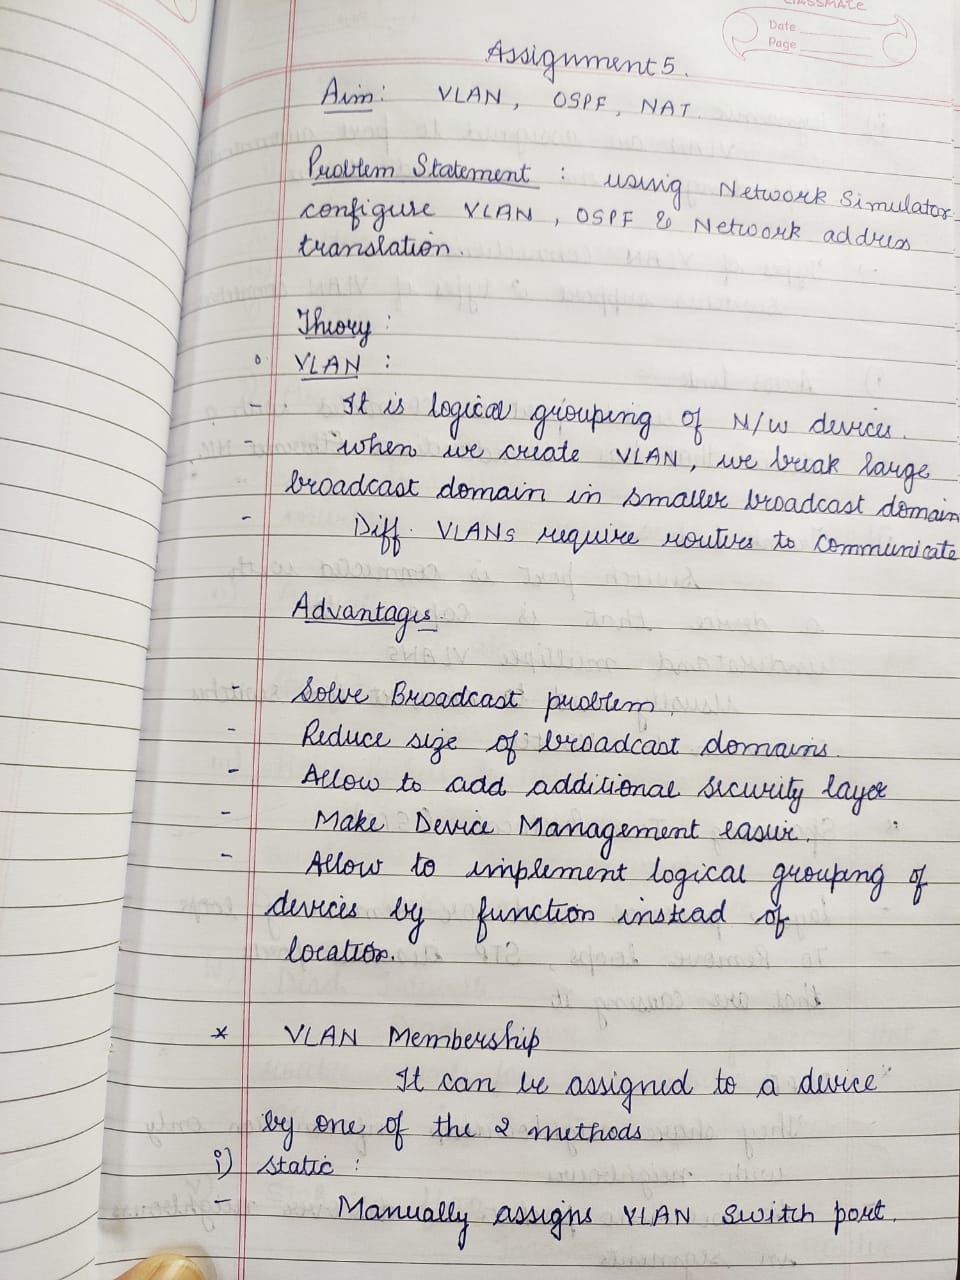 CLASSMATE
Date
Page
Assignment 5.
Aim: VLAN, OSPF, NAT.
Problem Statement : using Network Simulator
configure VLAN, OSPF & Network address
translation.
Theory :
VLAN :
- It is logical grouping of N/W devices.
- when we create VLAN, we break large
broadcast domain in smaller broadcast domain
- Diff. VLANs require routers to communicate
Advantages.
- Solve Broadcast problem.
- Reduce size of broadcast domains.
- Allow to add additional security layer
- Make Device Management easier.
- Allow to implement logical grouping of
devices by function instead of
location.
* VLAN Membership
It can be assigned to a device
by one of the 2 methods
i) Static :
- Manually assigns VLAN switch port.